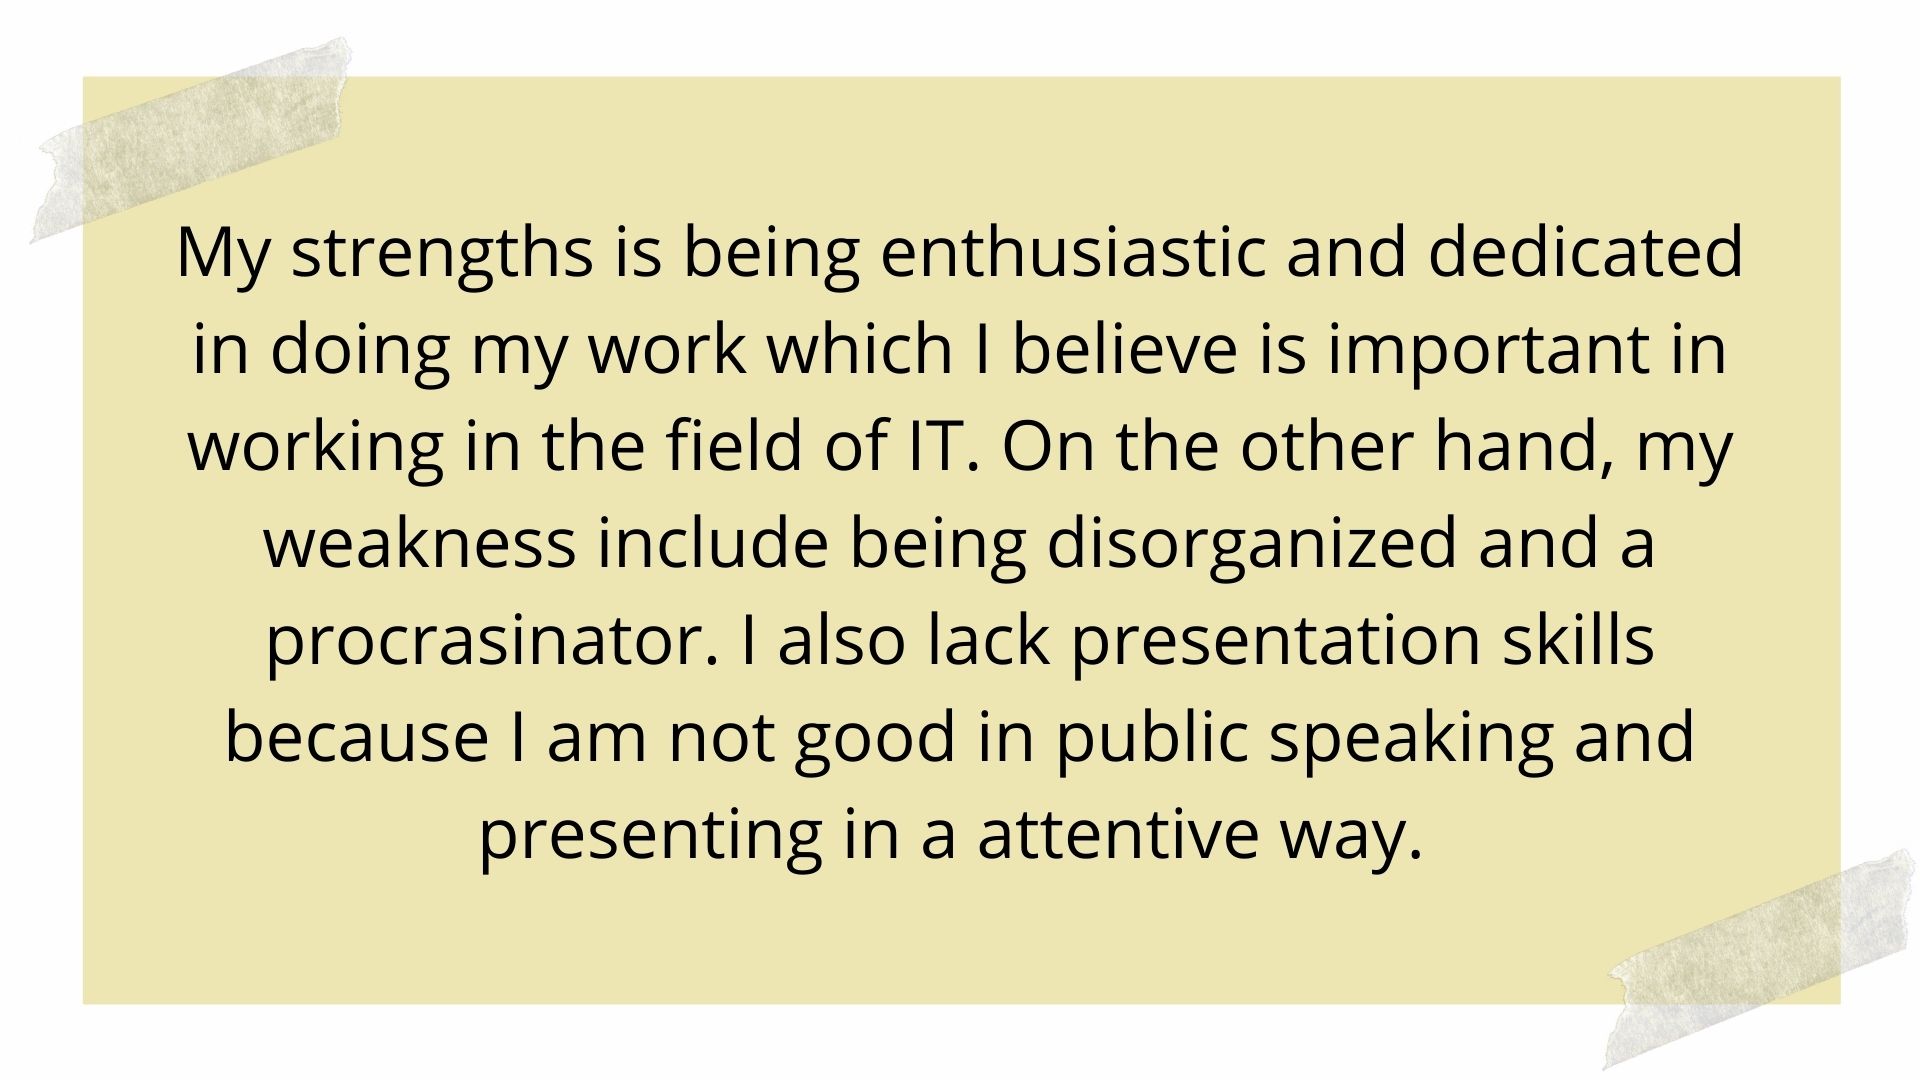 My strengths is being enthusiastic and dedicated
in doing my work which I believe is important in
working in the field of IT. On the other hand, my
weakness include being disorganized and a
procrasinator. I also lack presentation skills
because I am not good in public speaking and
presenting in a attentive way.